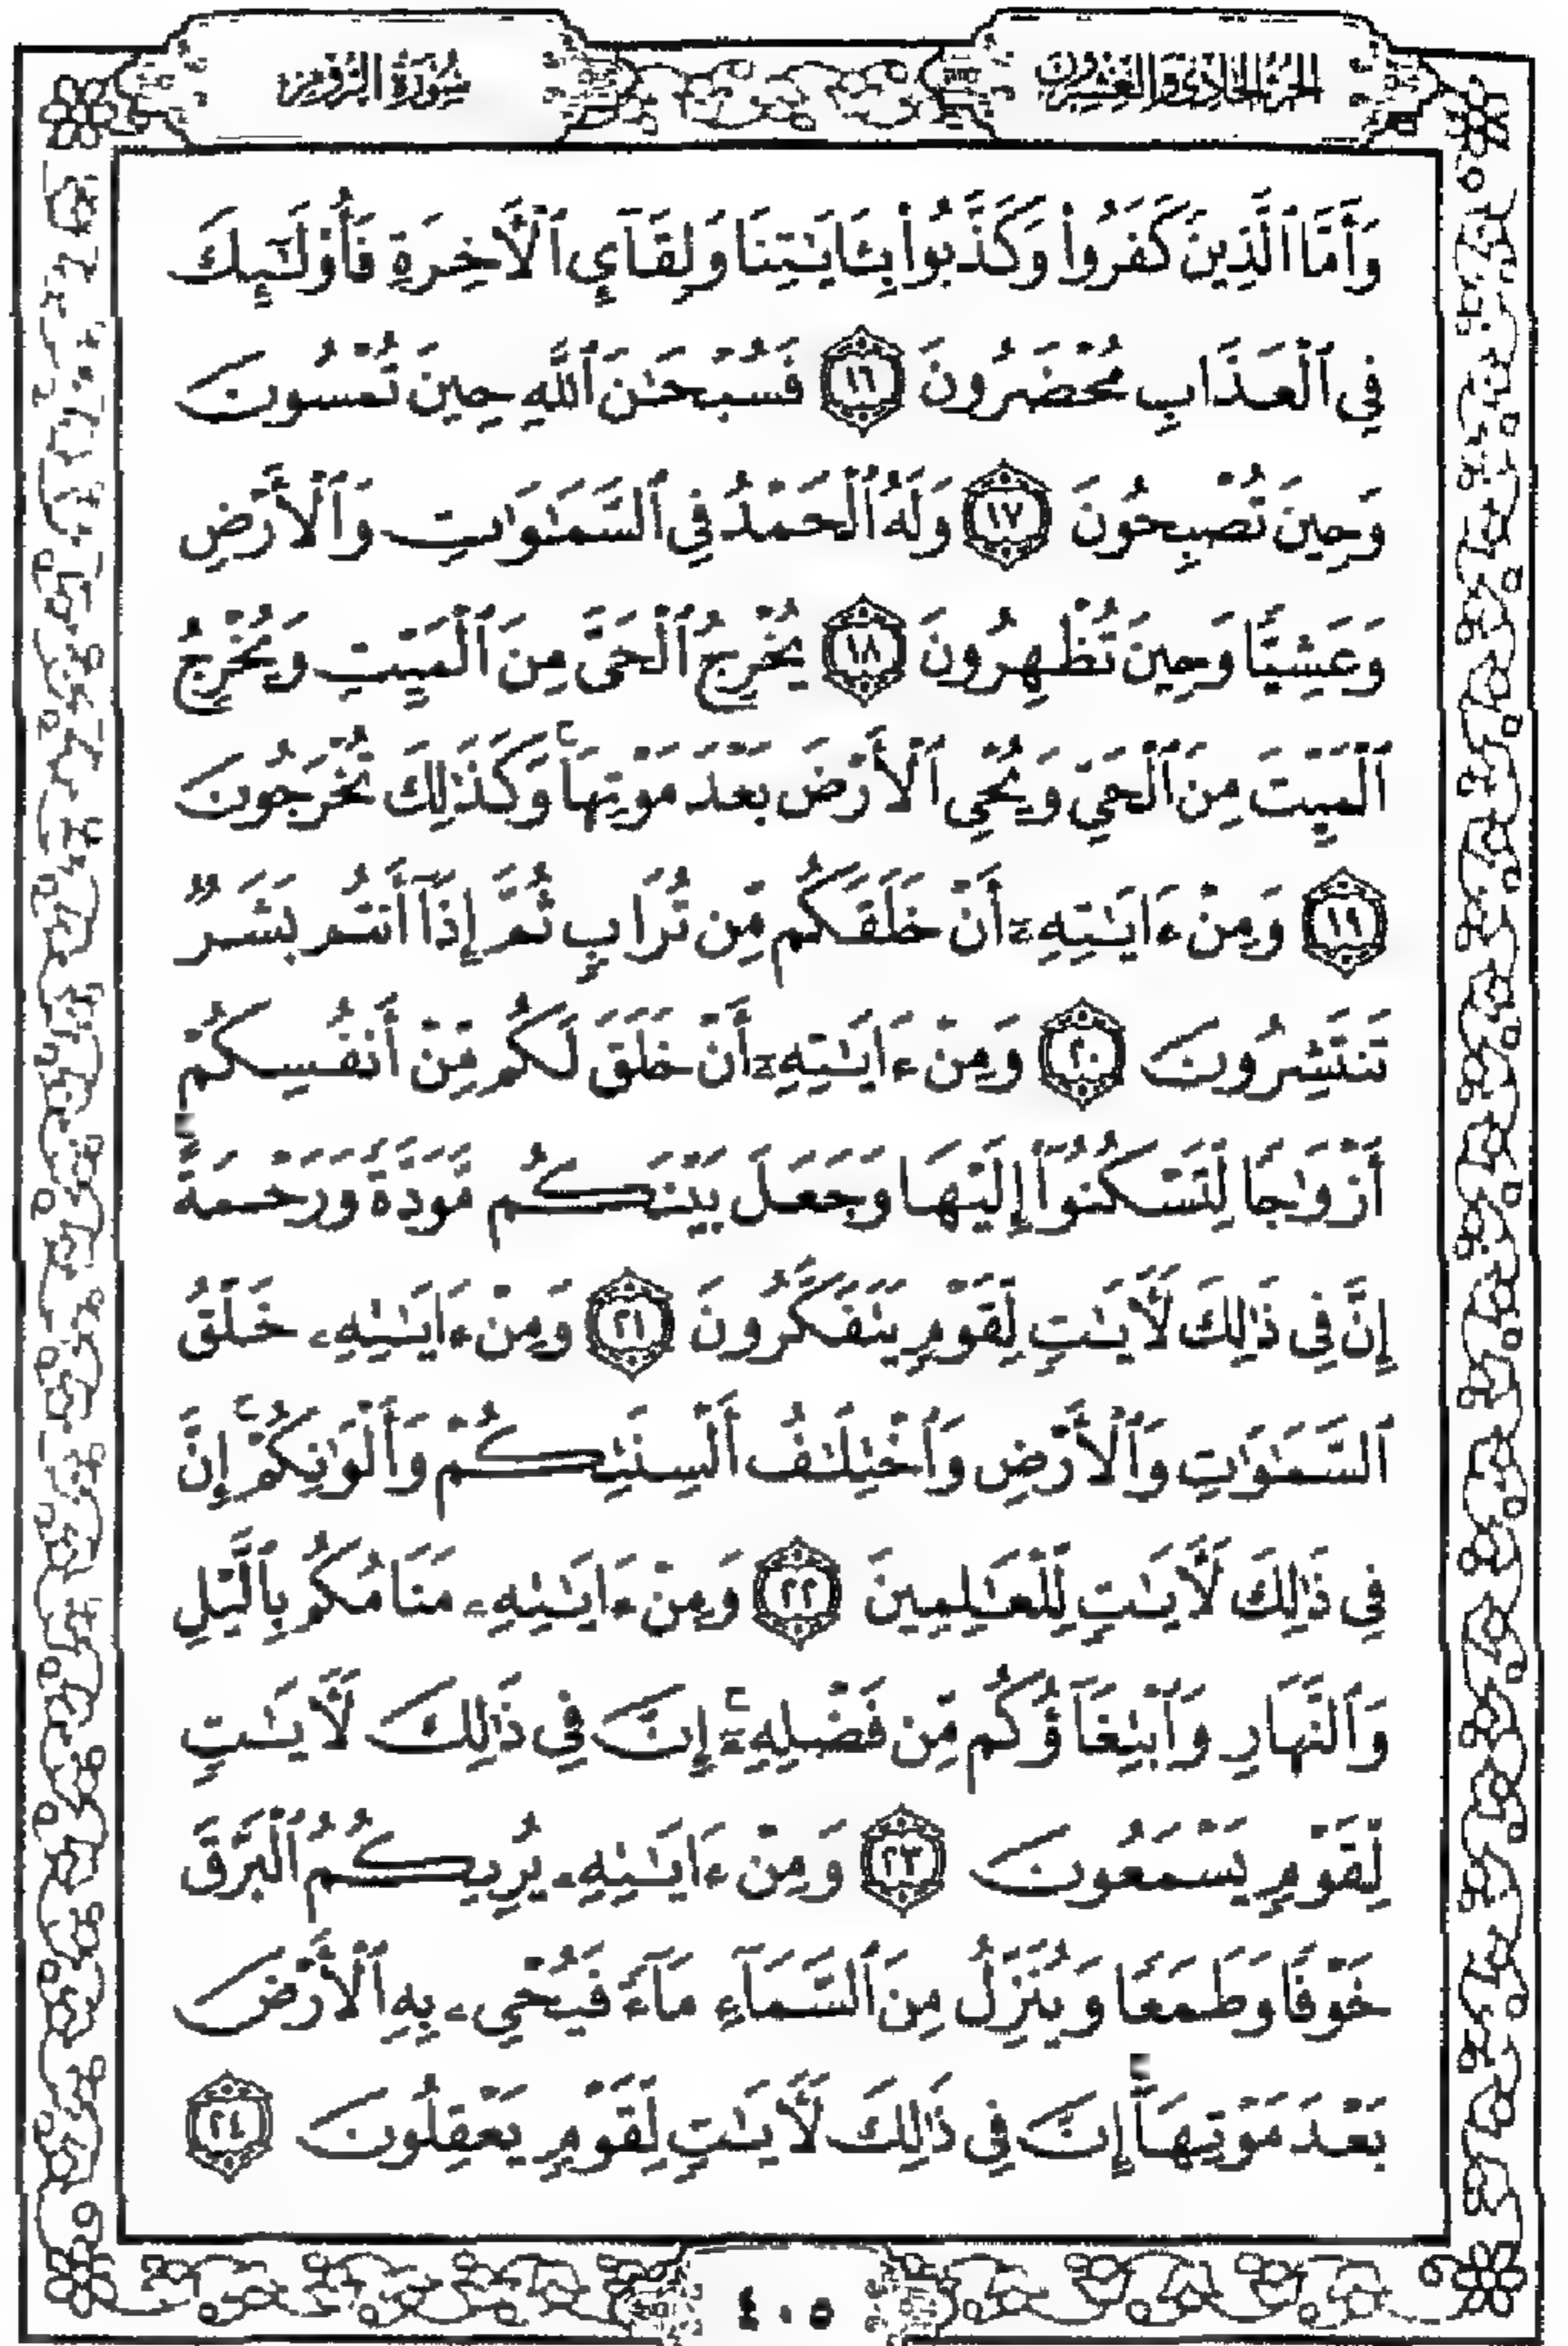 الجزء الحادي والعشرون
سورة الروم
وَأَمَّا ٱلَّذِينَ كَفَرُوا۟ وَكَذَّبُوا۟ بِـَٔايَـٰتِنَا وَلِقَآئِ ٱلْأَخِرَةِ فَأُو۟لَـٰٓئِكَ
فِى ٱلْعَذَابِ مُحْضَرُونَ ١٦ فَسُبْحَـٰنَ ٱللَّهِ حِينَ تُمْسُونَ
وَحِينَ تُصْبِحُونَ ١٧ وَلَهُ ٱلْحَمْدُ فِى ٱلسَّمَـٰوَٰتِ وَٱلْأَرْضِ
وَعَشِيًّا وَحِينَ تُظْهِرُونَ ١٨ يُخْرِجُ ٱلْحَىَّ مِنَ ٱلْمَيِّتِ وَيُخْرِجُ
ٱلْمَيِّتَ مِنَ ٱلْحَىِّ وَيُحْىِ ٱلْأَرْضَ بَعْدَ مَوْتِهَا ۚ وَكَذَٰلِكَ تُخْرَجُونَ
١٩ وَمِنْ ءَايَـٰتِهِۦٓ أَنْ خَلَقَكُم مِّن تُرَابٍ ثُمَّ إِذَآ أَنتُم بَشَرٌ
تَنتَشِرُونَ ٢٠ وَمِنْ ءَايَـٰتِهِۦٓ أَنْ خَلَقَ لَكُم مِّنْ أَنفُسِكُمْ
أَزْوَٰجًا لِّتَسْكُنُوٓا۟ إِلَيْهَا وَجَعَلَ بَيْنَكُم مَّوَدَّةً وَرَحْمَةً ۚ
إِنَّ فِى ذَٰلِكَ لَـَٔايَـٰتٍ لِّقَوْمٍ يَتَفَكَّرُونَ ٢١ وَمِنْ ءَايَـٰتِهِۦ خَلْقُ
ٱلسَّمَـٰوَٰتِ وَٱلْأَرْضِ وَٱخْتِلَـٰفُ أَلْسِنَتِكُمْ وَأَلْوَٰنِكُمْ ۚ إِنَّ
فِى ذَٰلِكَ لَـَٔايَـٰتٍ لِّلْعَـٰلِمِينَ ٢٢ وَمِنْ ءَايَـٰتِهِۦ مَنَامُكُم بِٱلَّيْلِ
وَٱلنَّهَارِ وَٱبْتِغَآؤُكُم مِّن فَضْلِهِۦٓ ۚ إِنَّ فِى ذَٰلِكَ لَـَٔايَـٰتٍ
لِّقَوْمٍ يَسْمَعُونَ ٢٣ وَمِنْ ءَايَـٰتِهِۦ يُرِيكُمُ ٱلْبَرْقَ
خَوْفًا وَطَمَعًا وَيُنَزِّلُ مِنَ ٱلسَّمَآءِ مَآءً فَيُحْىِۦ بِهِ ٱلْأَرْضَ
بَعْدَ مَوْتِهَآ ۚ إِنَّ فِى ذَٰلِكَ لَـَٔايَـٰتٍ لِّقَوْمٍ يَعْقِلُونَ ٢٤
٤٠٥